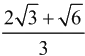 (2√3 + √6)/3